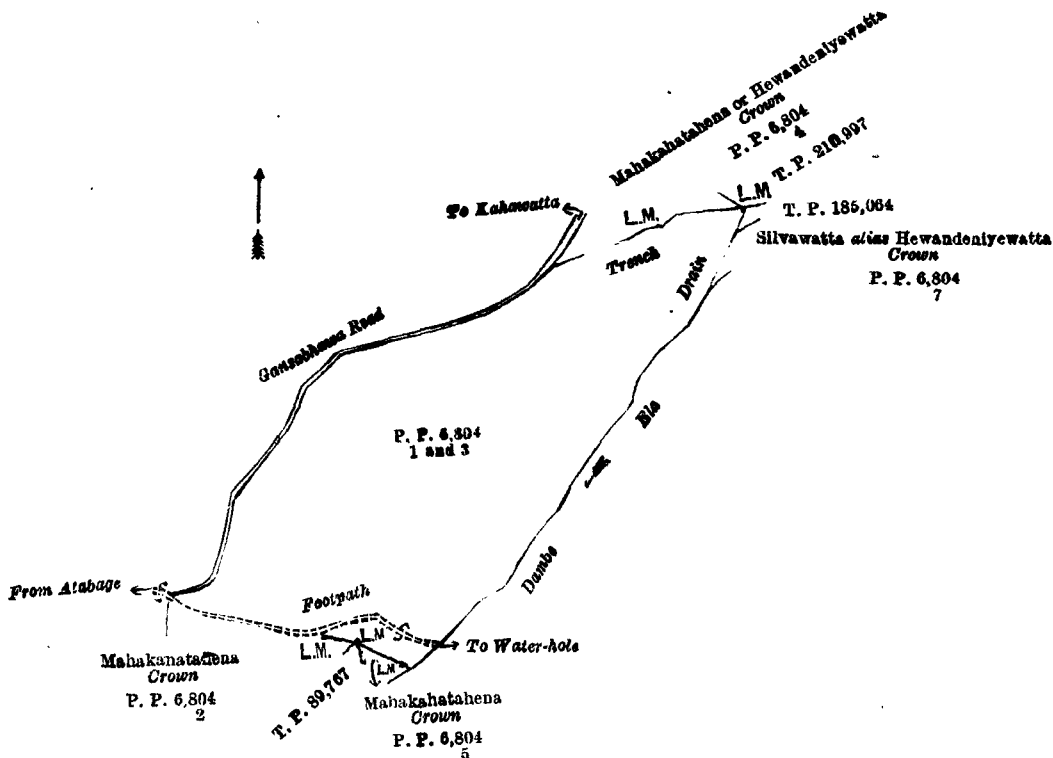 Mahakahatahena or Hewandeniyewatta
Crown
P. P. 6,804
4
T. P. 210,997
To Kahawatta
L.M.
L.M
T. P. 185,064
Trench
Silvawatta alias Hewandeniyewatta
Crown
P. P. 6,804
7
Drain
Gansabhawa Road
P. P. 6,804
1 and 3
Ela
Dambe
From Atabage
Footpath
L.M.
L.M
To Water-hole
L.M
Mahakanatahena
Crown
P. P. 6,804
2
T. P. 89,767
Mahakahatahena
Crown
P. P. 6,804
5